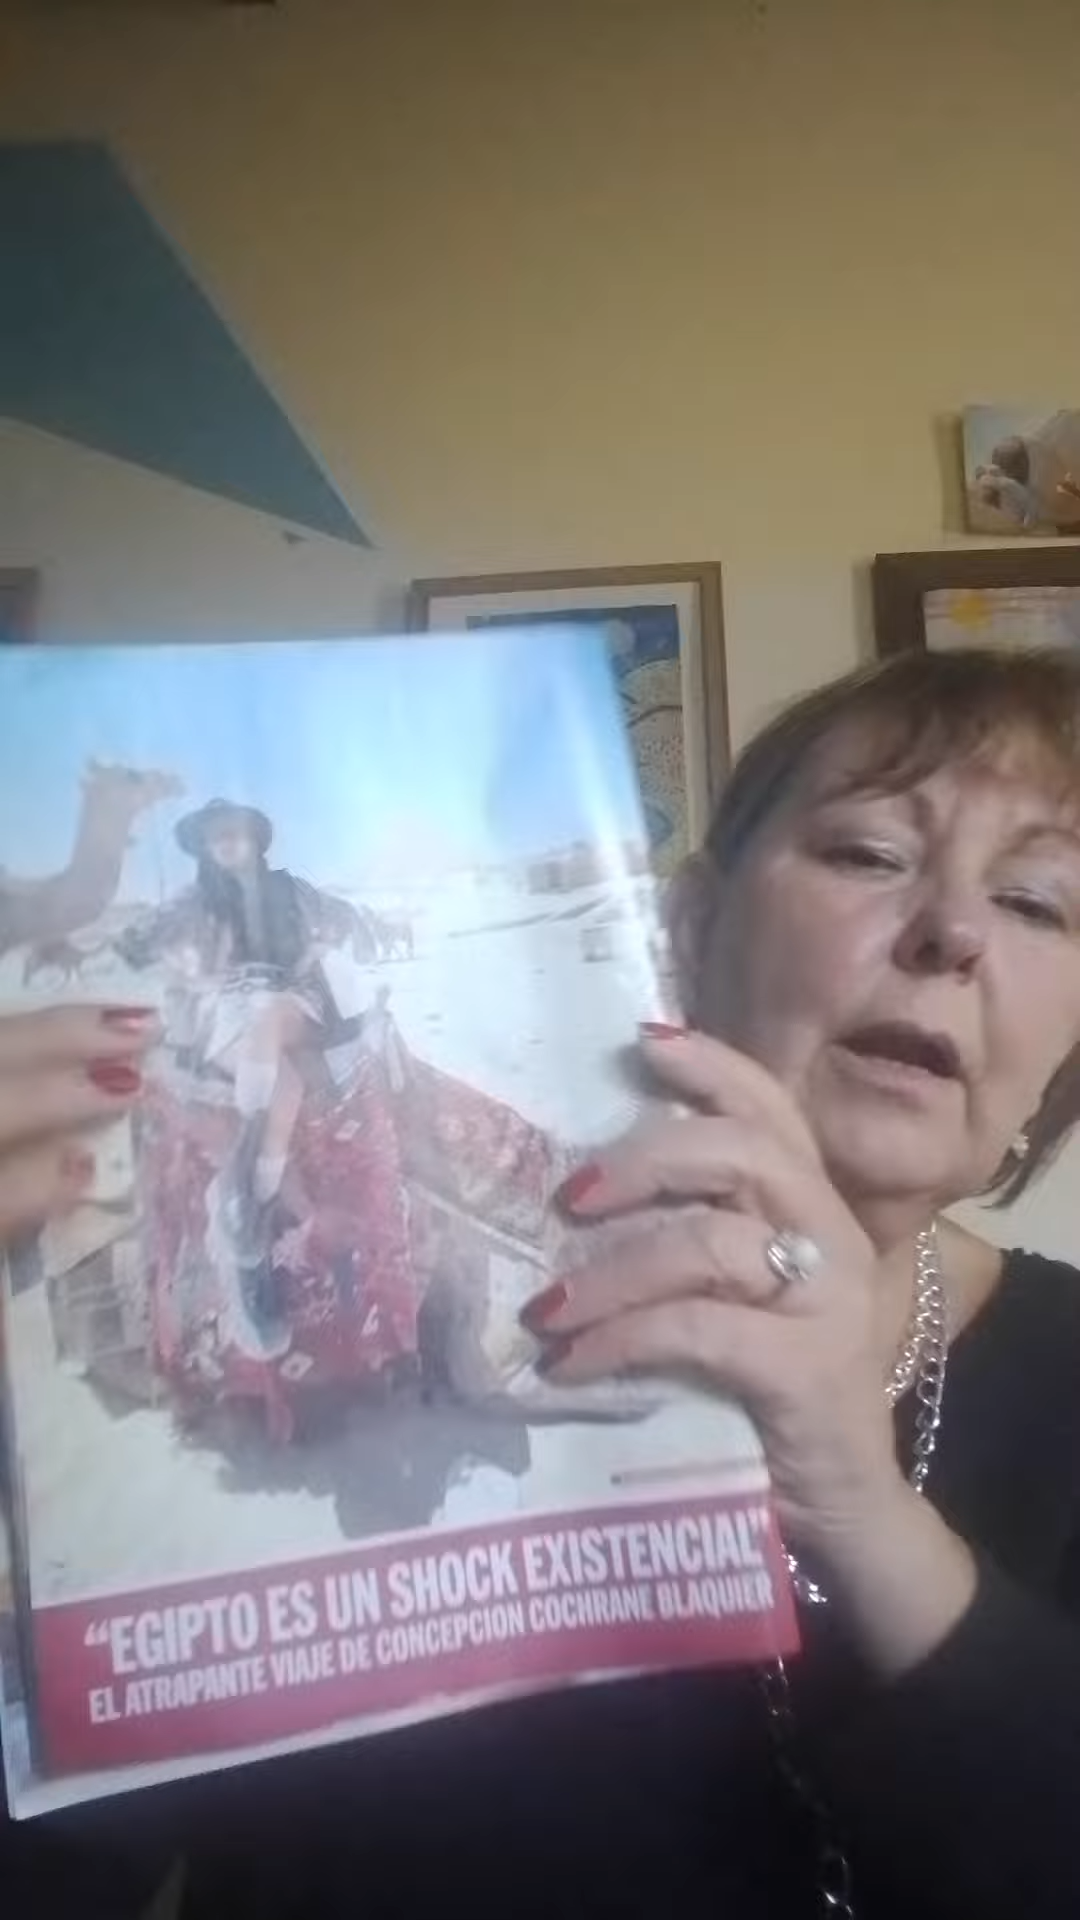 “EGIPTO ES UN SHOCK EXISTENCIAL”
EL ATRAPANTE VIAJE DE CONCEPCION COCHRANE BLAQUIER